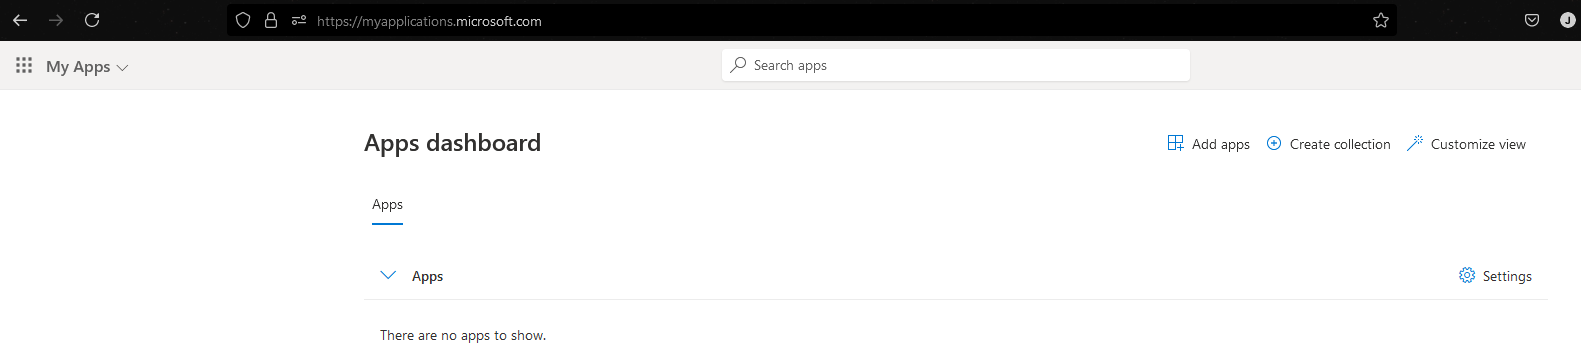 https://myapplications.microsoft.com
J
My Apps
Search apps
Apps dashboard
Add apps
Create collection
Customize view
Apps
Apps
Settings
There are no apps to show.